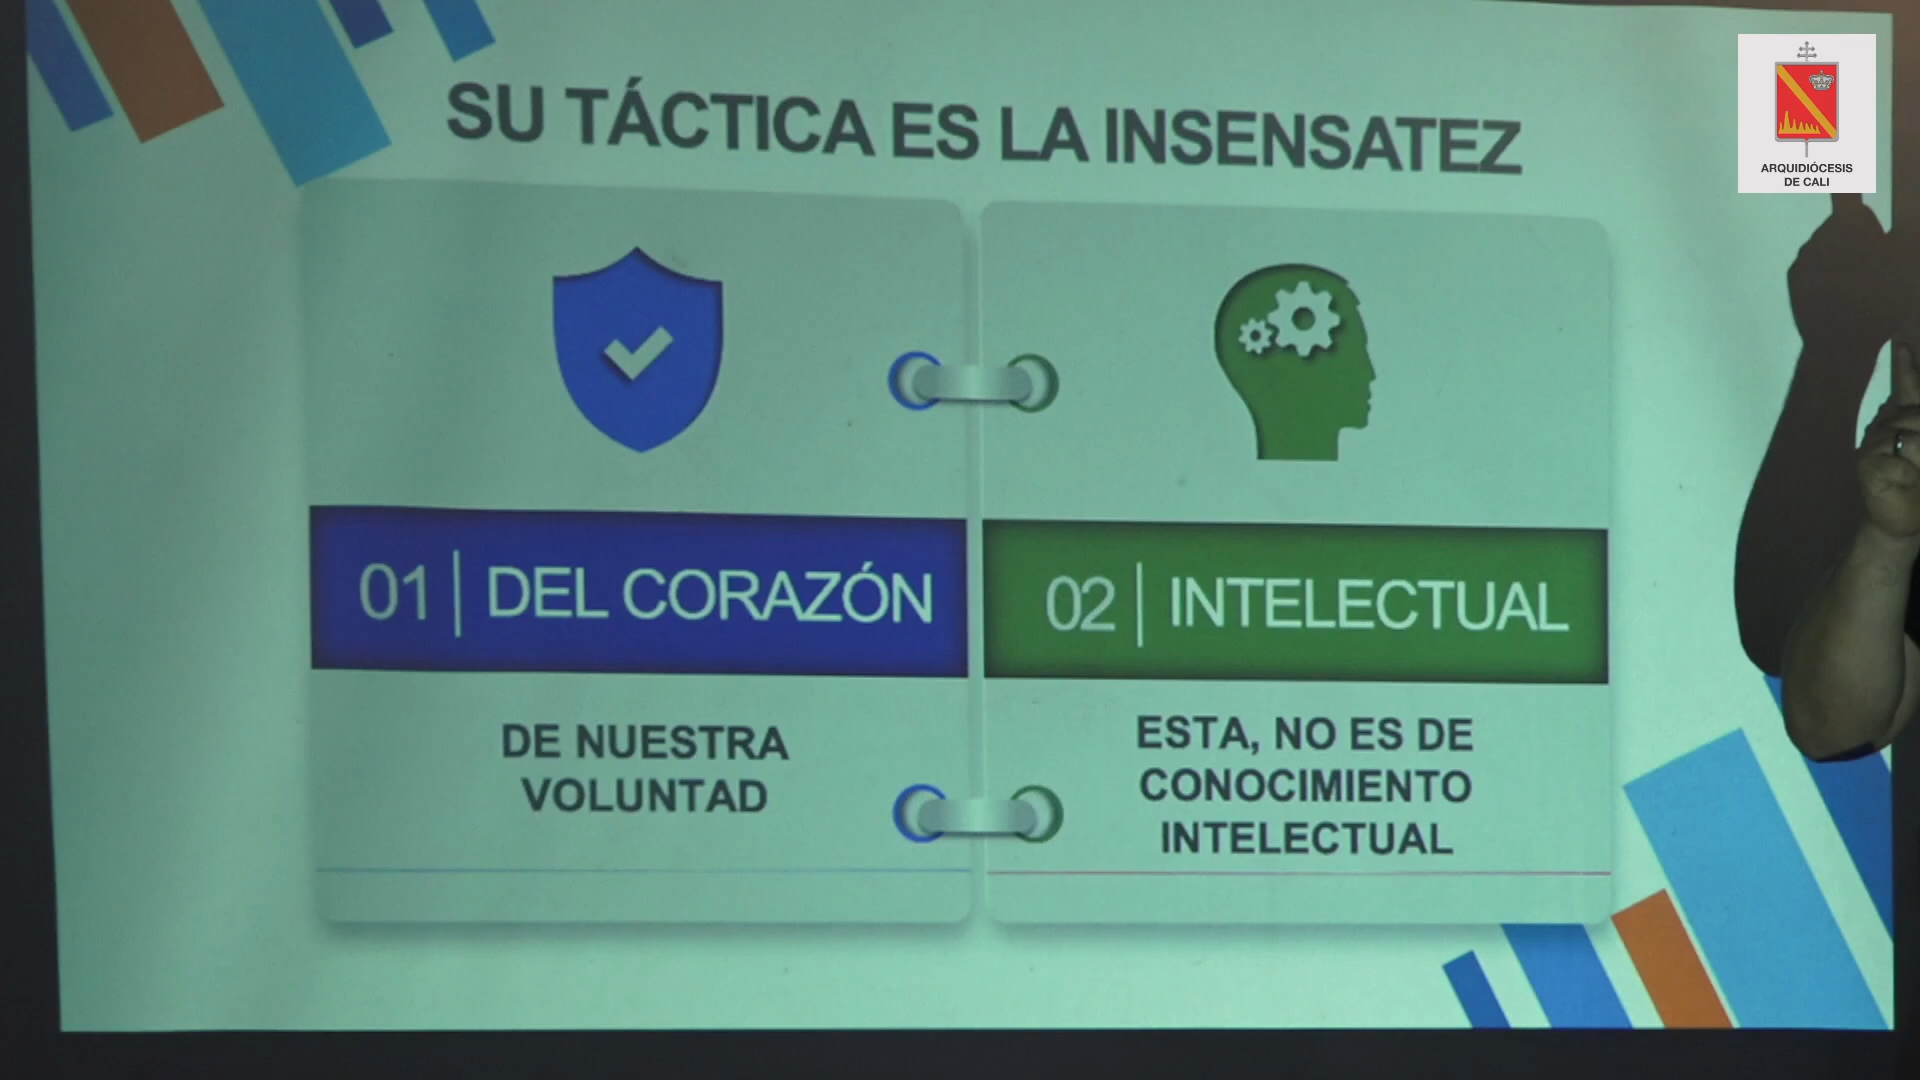 SU TÁCTICA ES LA INSENSATEZ
ARQUIDIÓCESIS
DE CALI
01 | DEL CORAZÓN
DE NUESTRA
VOLUNTAD
02 | INTELECTUAL
ESTA, NO ES DE
CONOCIMIENTO
INTELECTUAL